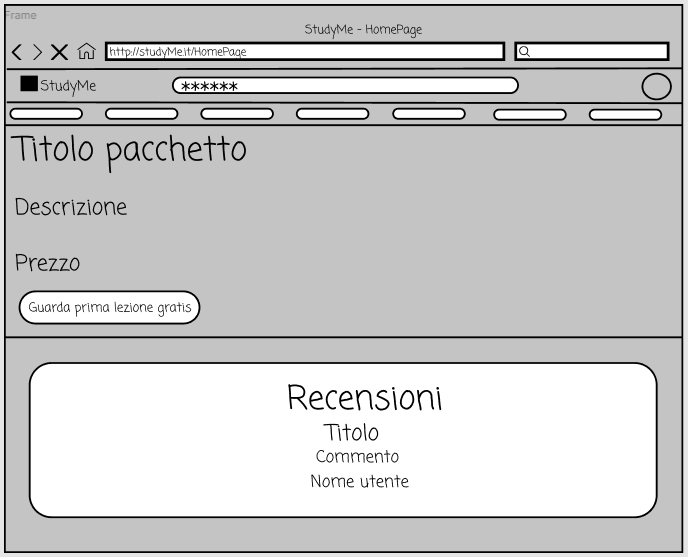 Frame
StudyMe - HomePage
http://studyMe.it/HomePage
StudyMe
******
Titolo pacchetto
Descrizione
Prezzo
Guarda prima lezione gratis
Recensioni
Titolo
Commento
Nome utente